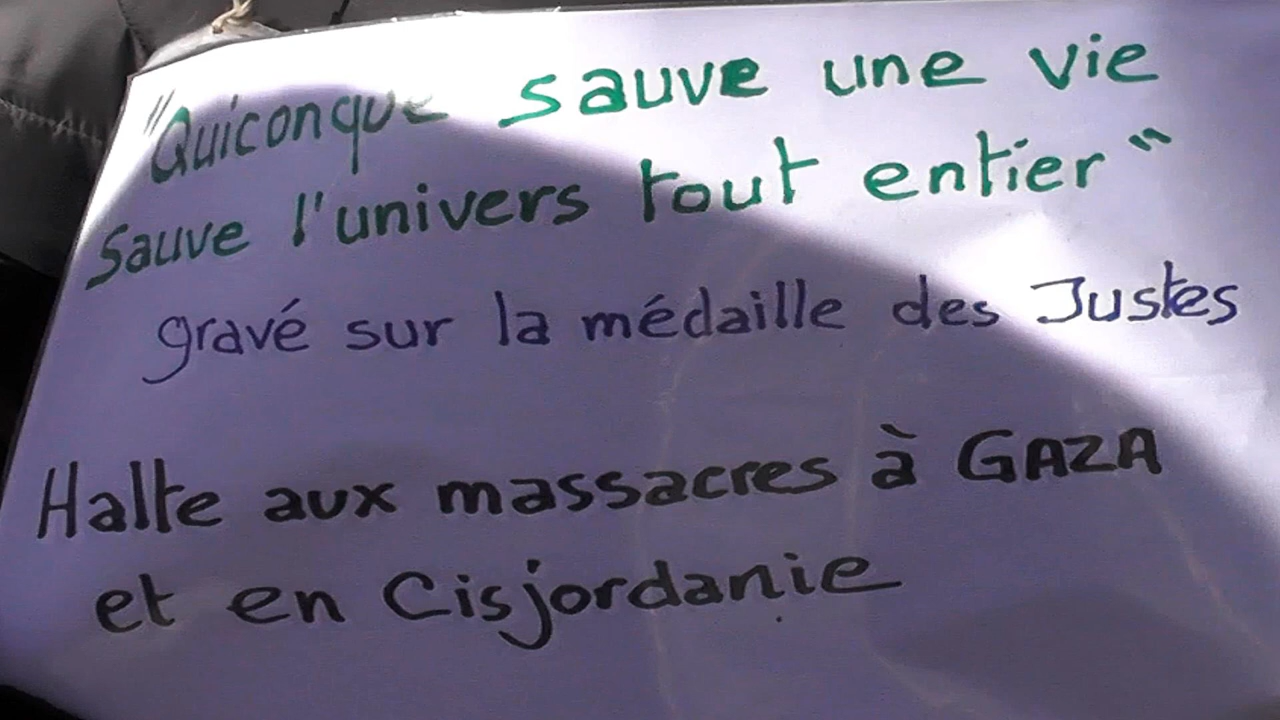 "Quiconque sauve une vie
sauve l'univers tout entier"
gravé sur la médaille des Justes
Halte aux massacres à GAZA
et en Cisjordanie